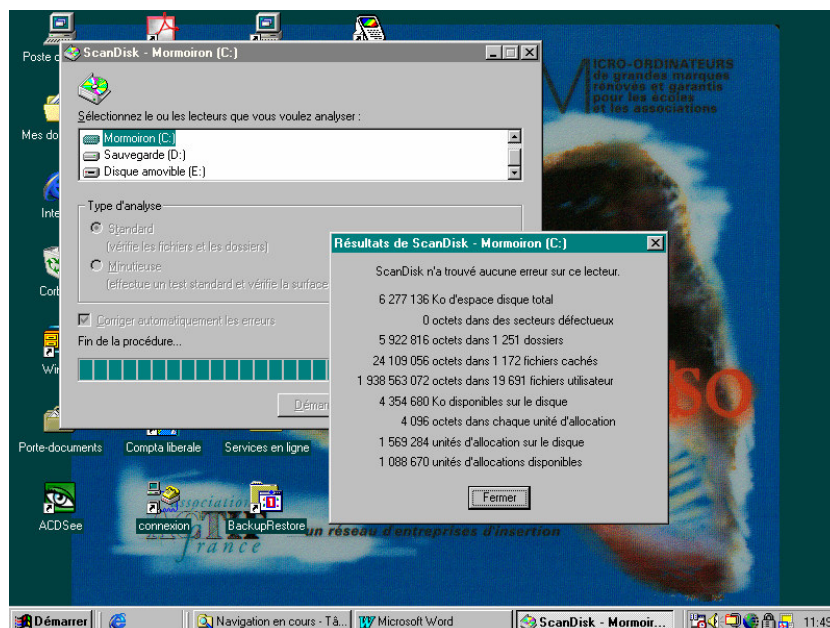 Poste d
ScanDisk - Mormoiron (C:)
ICRO-ORDINATEURS
de grandes marques
rénovés et garantis
pour les écoles
et les associations
Sélectionnez le ou les lecteurs que vous voulez analyser :
Mes do
Mormoiron (C:)
Sauvegarde (D:)
Disque amovible (E:)
Inte
Type d'analyse
Standard
(vérifie les fichiers et les dossiers)
Minutieuse
(effectue un test standard et vérifie la surface
Corb
Corriger automatiquement les erreurs
Fin de la procédure...
Win
Démar
Résultats de ScanDisk - Mormoiron (C:)
ScanDisk n'a trouvé aucune erreur sur ce lecteur.
6 277 136 Ko d'espace disque total
0 octets dans des secteurs défectueux
5 922 816 octets dans 1 251 dossiers
24 109 056 octets dans 1 172 fichiers cachés
1 938 563 072 octets dans 19 691 fichiers utilisateur
4 354 680 Ko disponibles sur le disque
4 096 octets dans chaque unité d'allocation
1 569 284 unités d'allocation sur le disque
1 088 670 unités d'allocations disponibles
Fermer
so
Porte-documents
Compta liberale
Services en ligne
ACDSee
connexion
BackupRestore
association
france
un réseau d'entreprises d'insertion
Démarrer
Navigation en cours - Tâ...
Microsoft Word
ScanDisk - Mormoir...
11:49